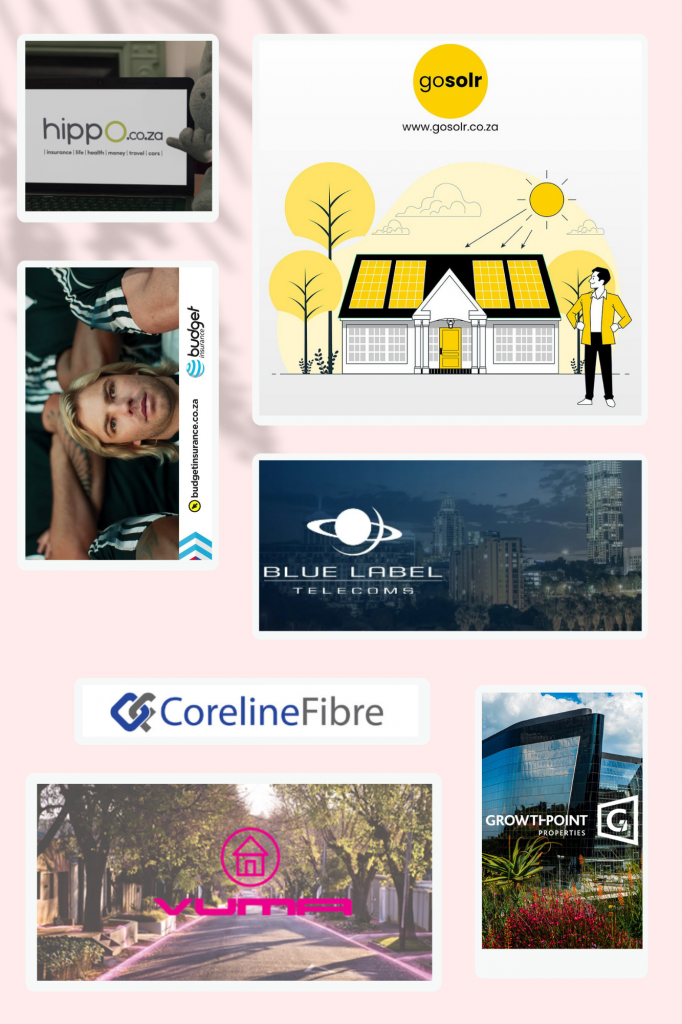 hippo.co.za
| insurance | life | health | money | travel | cars |
gosolr
www.gosolr.co.za
budget
insurance
budgetinsurance.co.za
BLUE LABEL
TELECOMS
CorelineFibre
GROWTHPOINT
PROPERTIES
G
VUMA